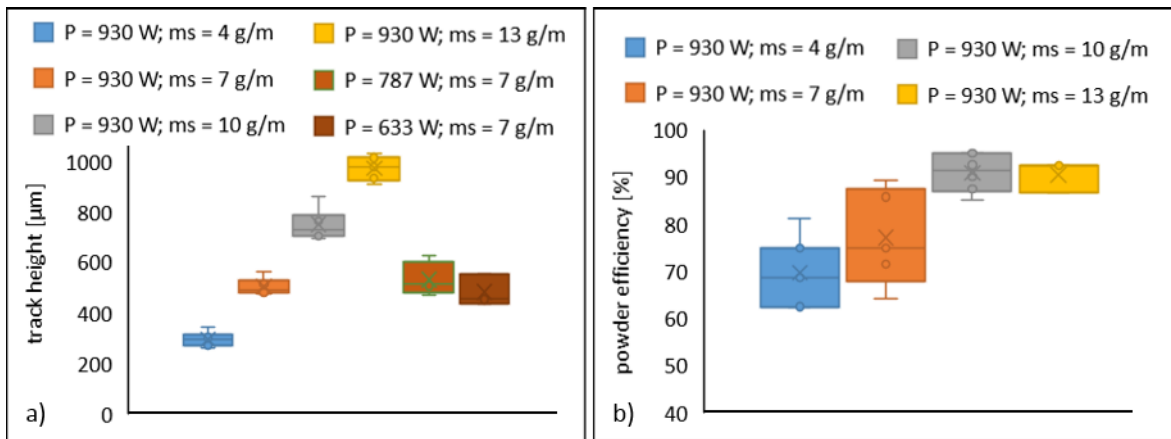 P = 930 W; ms = 4 g/m
P = 930 W; ms = 13 g/m
P = 930 W; ms = 7 g/m
P = 787 W; ms = 7 g/m
P = 930 W; ms = 10 g/m
P = 633 W; ms = 7 g/m
track height [µm]
1000
800
600
400
200
0
a)
P = 930 W; ms = 4 g/m
P = 930 W; ms = 10 g/m
P = 930 W; ms = 7 g/m
P = 930 W; ms = 13 g/m
powder efficiency [%]
100
90
80
70
60
50
40
b)